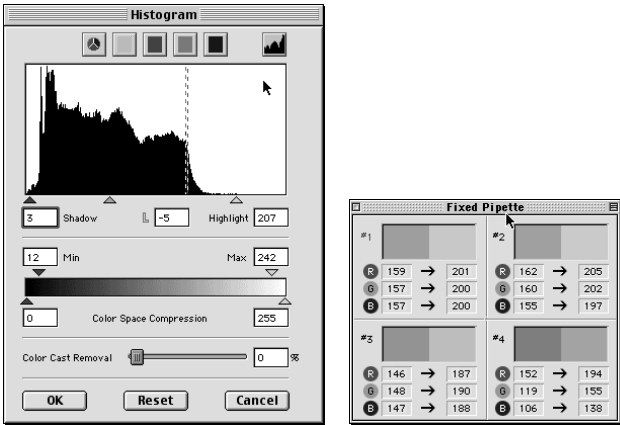 Histogram
3 Shadow L -5 Highlight 207
12 Min Max 242
0 Color Space Compression 255
Color Cast Removal 0 %
OK Reset Cancel
Fixed Pipette
#1 #2
R 159 → 201 R 162 → 205
G 157 → 200 G 160 → 202
B 157 → 200 B 155 → 197
#3 #4
R 146 → 187 R 152 → 194
G 148 → 190 G 119 → 155
B 147 → 188 B 106 → 138